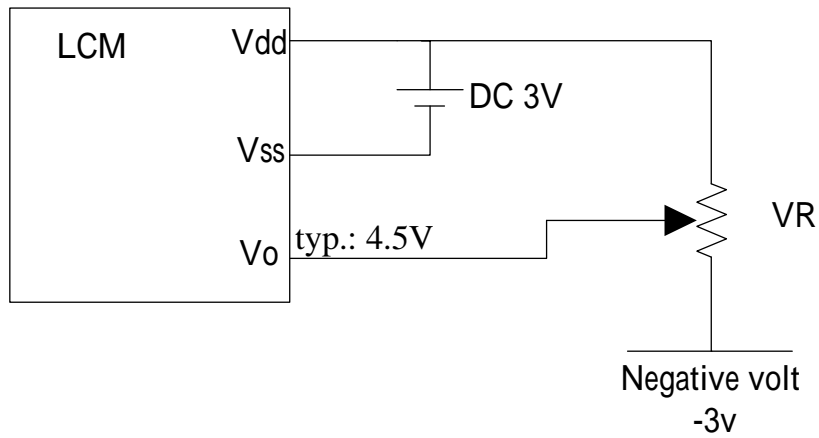 LCM
Vdd
DC 3V
Vss
VR
Vo
typ.: 4.5V
Negative volt
-3v